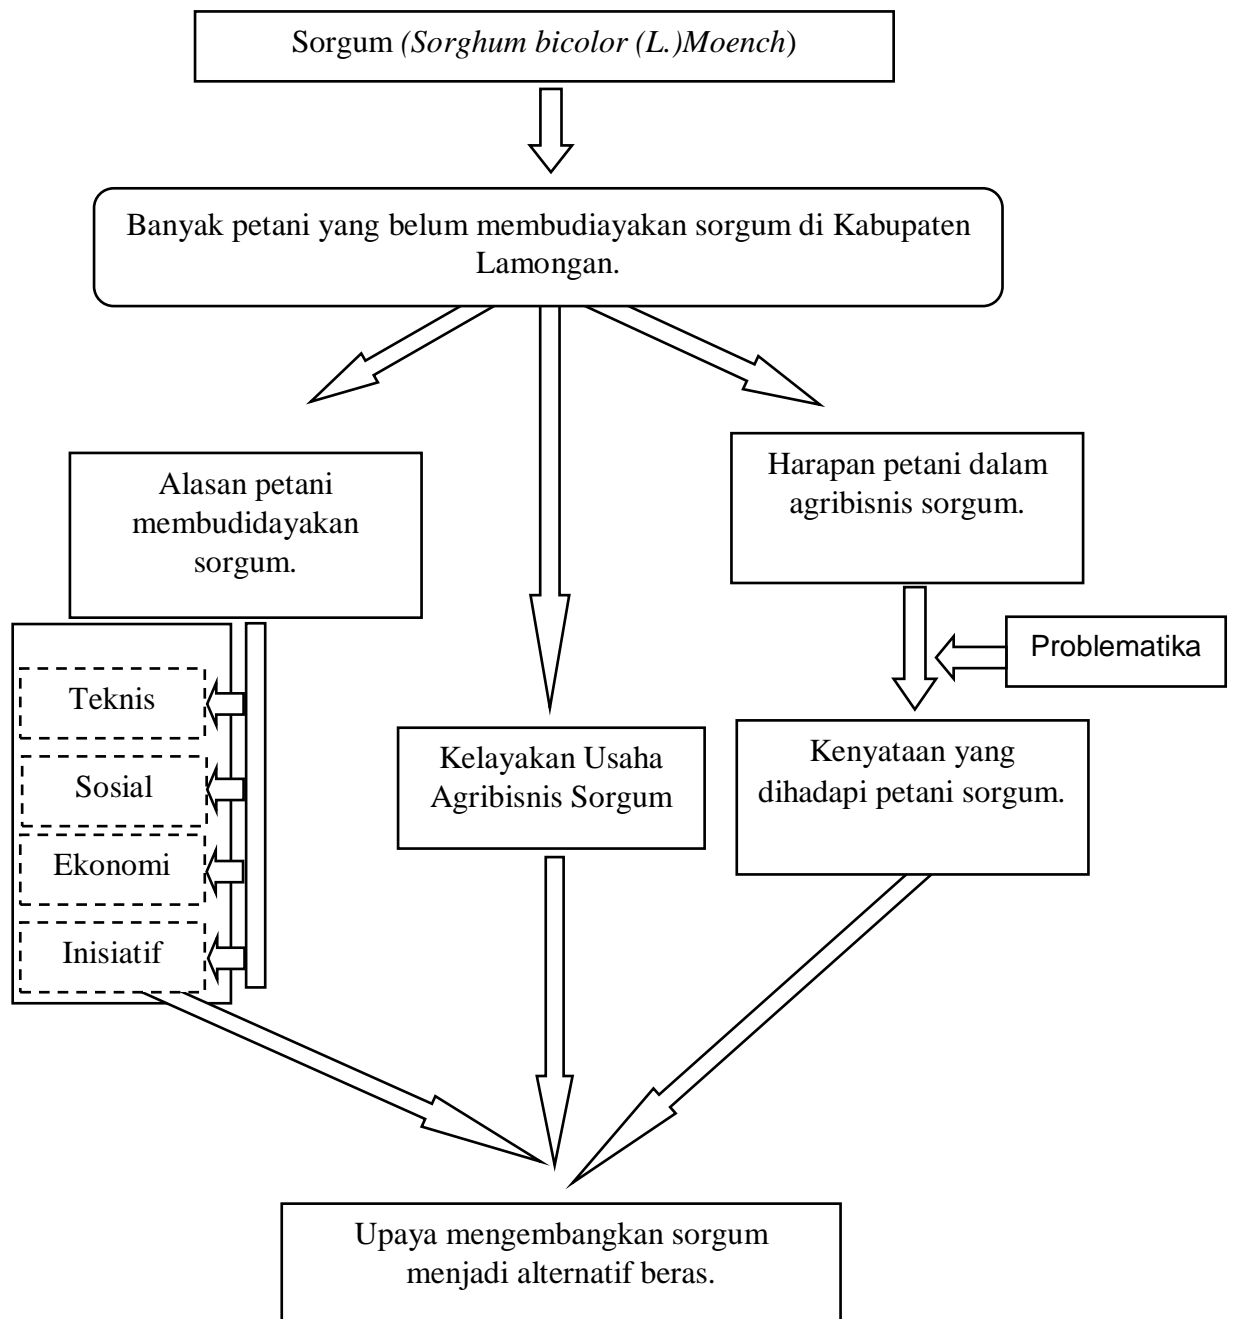 Sorgum (Sorghum bicolor (L.)Moench)
Banyak petani yang belum membudiayakan sorgum di Kabupaten
Lamongan.
Alasan petani
membudidayakan
sorgum.
Teknis
Sosial
Ekonomi
Inisiatif
Kelayakan Usaha
Agribisnis Sorgum
Harapan petani dalam
agribisnis sorgum.
Problematika
Kenyataan yang
dihadapi petani sorgum.
Upaya mengembangkan sorgum
menjadi alternatif beras.